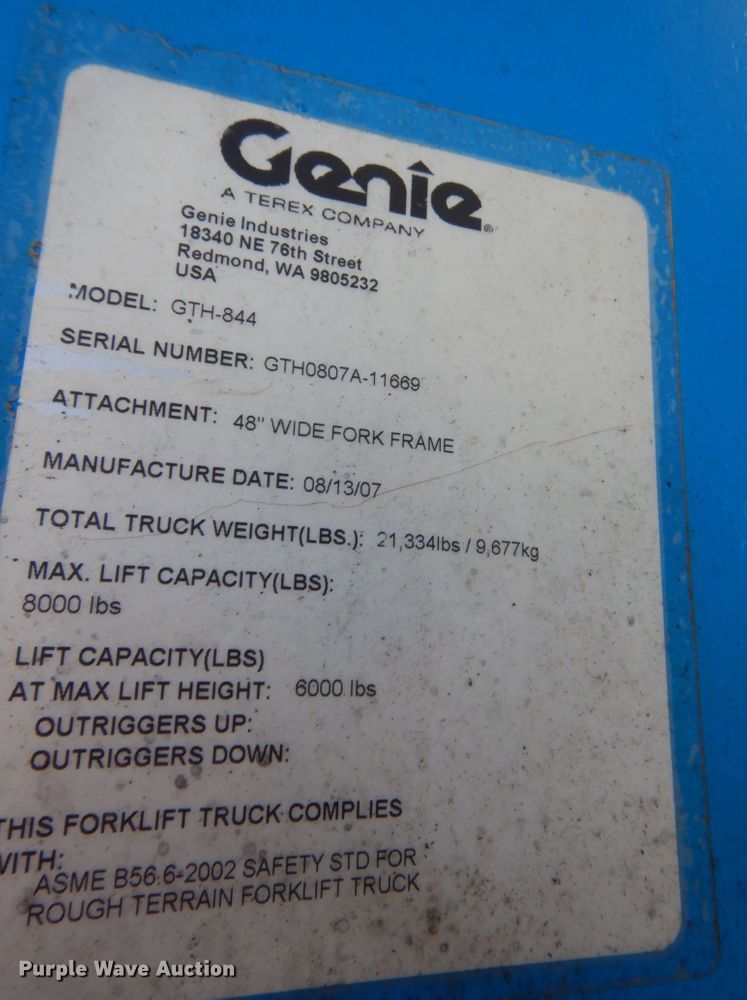 Genie®
A TEREX COMPANY
Genie Industries
18340 NE 76th Street
Redmond, WA 9805232
USA
MODEL: GTH-844
SERIAL NUMBER: GTH0807A-11669
ATTACHMENT: 48" WIDE FORK FRAME
MANUFACTURE DATE: 08/13/07
TOTAL TRUCK WEIGHT(LBS.): 21,334lbs / 9,677kg
MAX. LIFT CAPACITY(LBS):
8000 lbs
LIFT CAPACITY(LBS)
AT MAX LIFT HEIGHT: 6000 lbs
OUTRIGGERS UP:
OUTRIGGERS DOWN:
THIS FORKLIFT TRUCK COMPLIES
WITH:
ASME B56.6-2002 SAFETY STD FOR
ROUGH TERRAIN FORKLIFT TRUCK
Purple Wave Auction